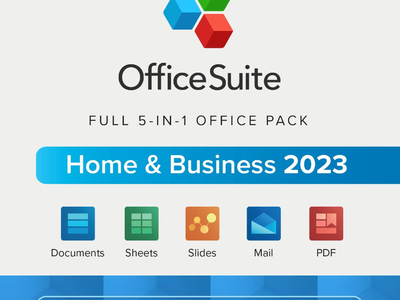 OfficeSuite
FULL 5-IN-1 OFFICE PACK
Home & Business 2023
Documents Sheets Slides Mail PDF